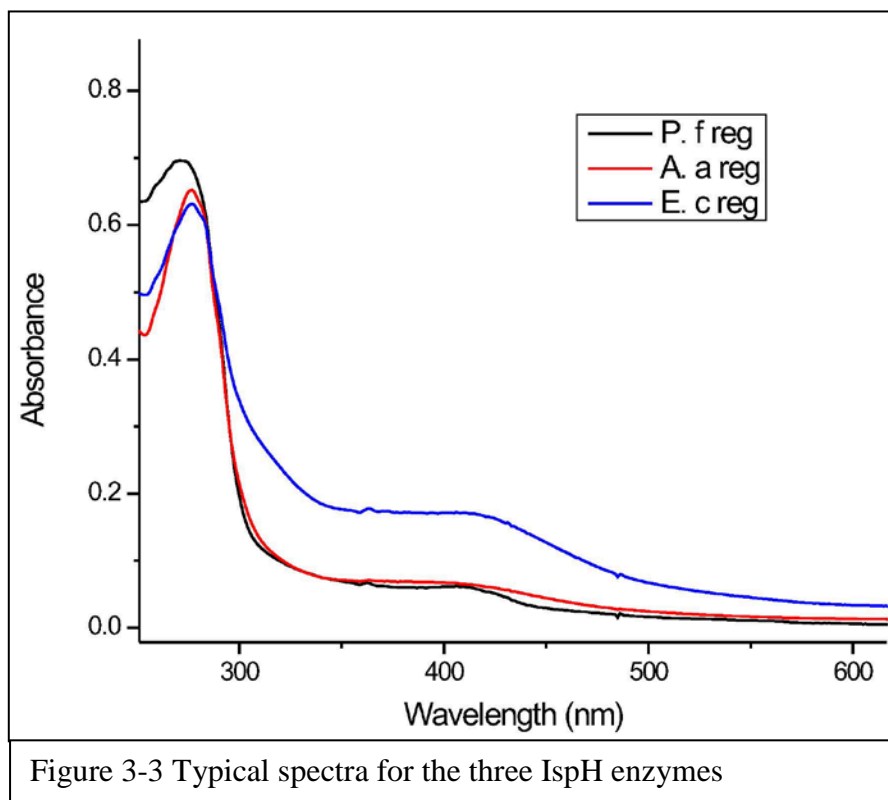 0.8
0.6
0.4
0.2
0.0
Absorbance
P. f reg
A. a reg
E. c reg
300
400
500
600
Wavelength (nm)
Figure 3-3 Typical spectra for the three IspH enzymes